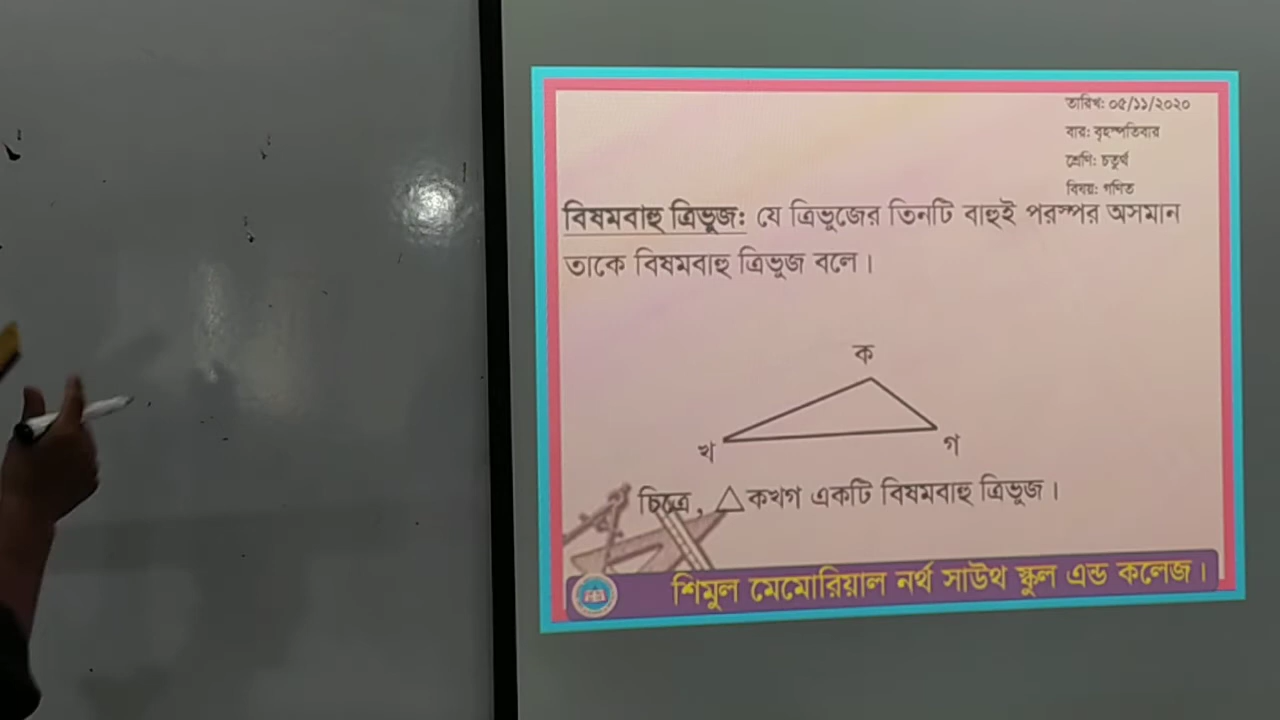 তারিখ: ০৫/১১/২০২০
বার: বৃহস্পতিবার
শ্রেণি: চতুর্থ
বিষয়: গণিত
বিষমবাহু ত্রিভুজ: যে ত্রিভুজের তিনটি বাহুই পরস্পর অসমান
তাকে বিষমবাহু ত্রিভুজ বলে।
ক
খ
গ
চিত্রে, △কখগ একটি বিষমবাহু ত্রিভুজ।
শিমুল মেমোরিয়াল নর্থ সাউথ স্কুল এন্ড কলেজ।